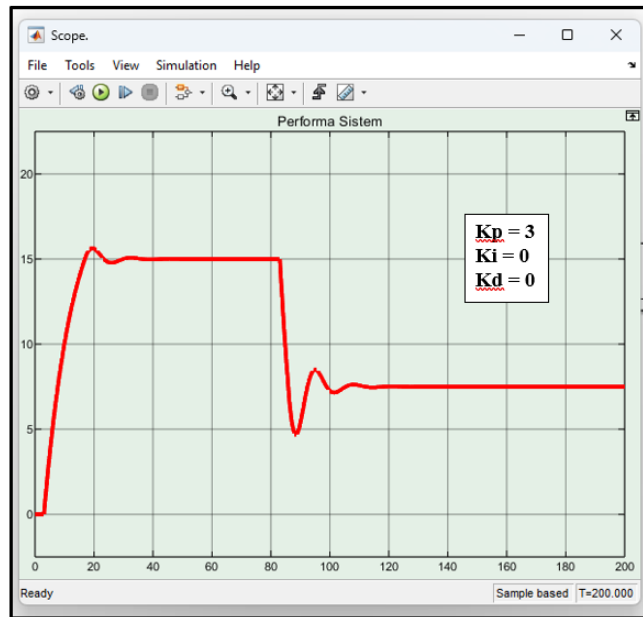 Scope.
File Tools View Simulation Help
Performa Sistem
20
15
10
5
0
Kp = 3
Ki = 0
Kd = 0
0 20 40 60 80 100 120 140 160 180 200
Ready Sample based T=200.000